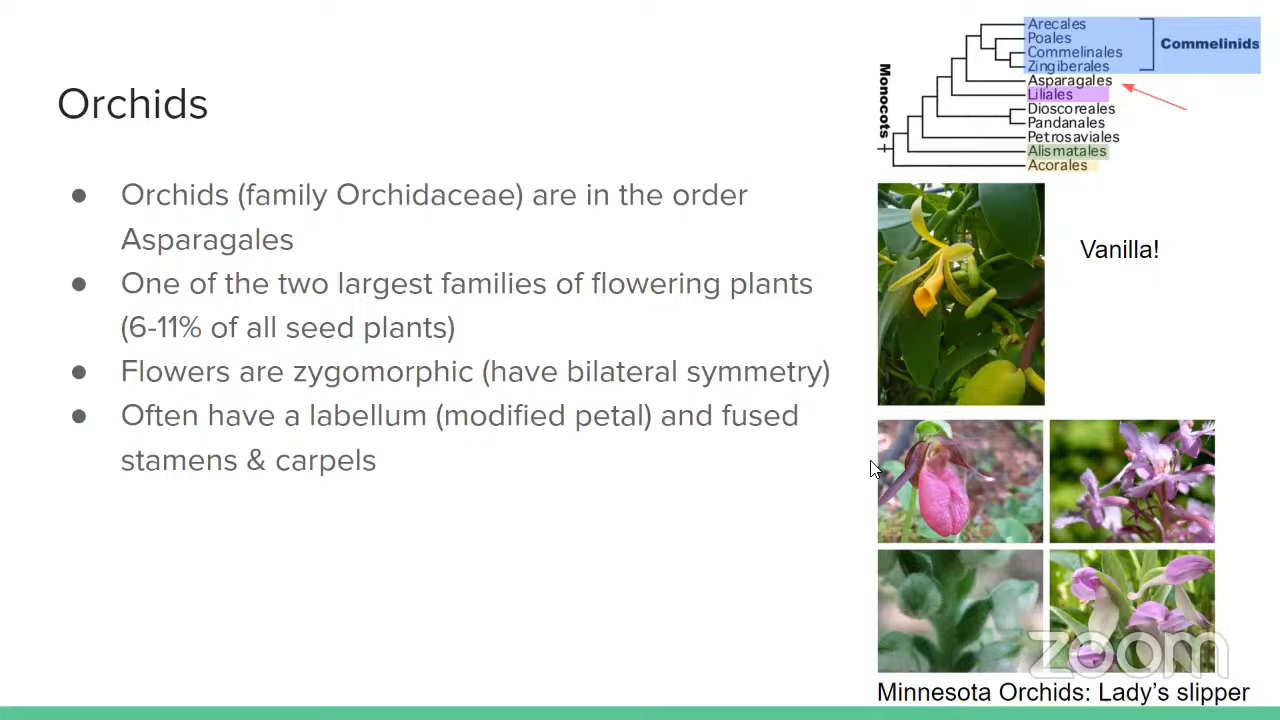 Orchids
● Orchids (family Orchidaceae) are in the order
Asparagales
● One of the two largest families of flowering plants
(6-11% of all seed plants)
● Flowers are zygomorphic (have bilateral symmetry)
● Often have a labellum (modified petal) and fused
stamens & carpels
Monocots +
Arecales
Poales
Commelinales
Zingiberales
Commelinids
Asparagales
Liliales
Dioscoreales
Pandanales
Petrosaviales
Alismatales
Acorales
Vanilla!
zoom
Minnesota Orchids: Lady’s slipper